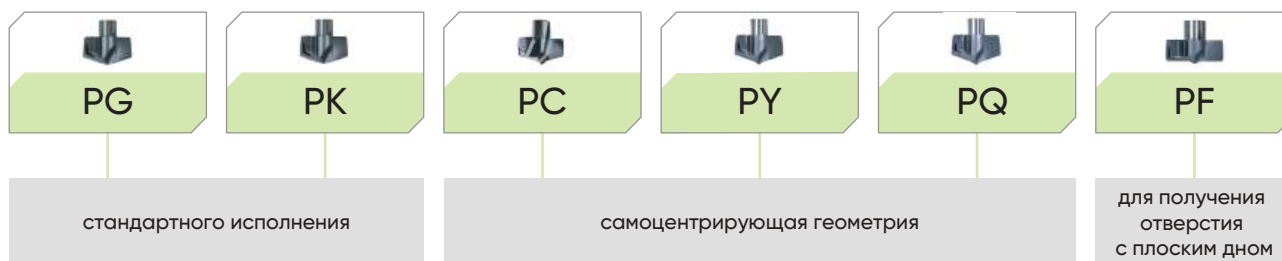 PG
PK
PC
PY
PQ
PF
стандартного исполнения
самоцентрирующая геометрия
для получения
отверстия
с плоским дном